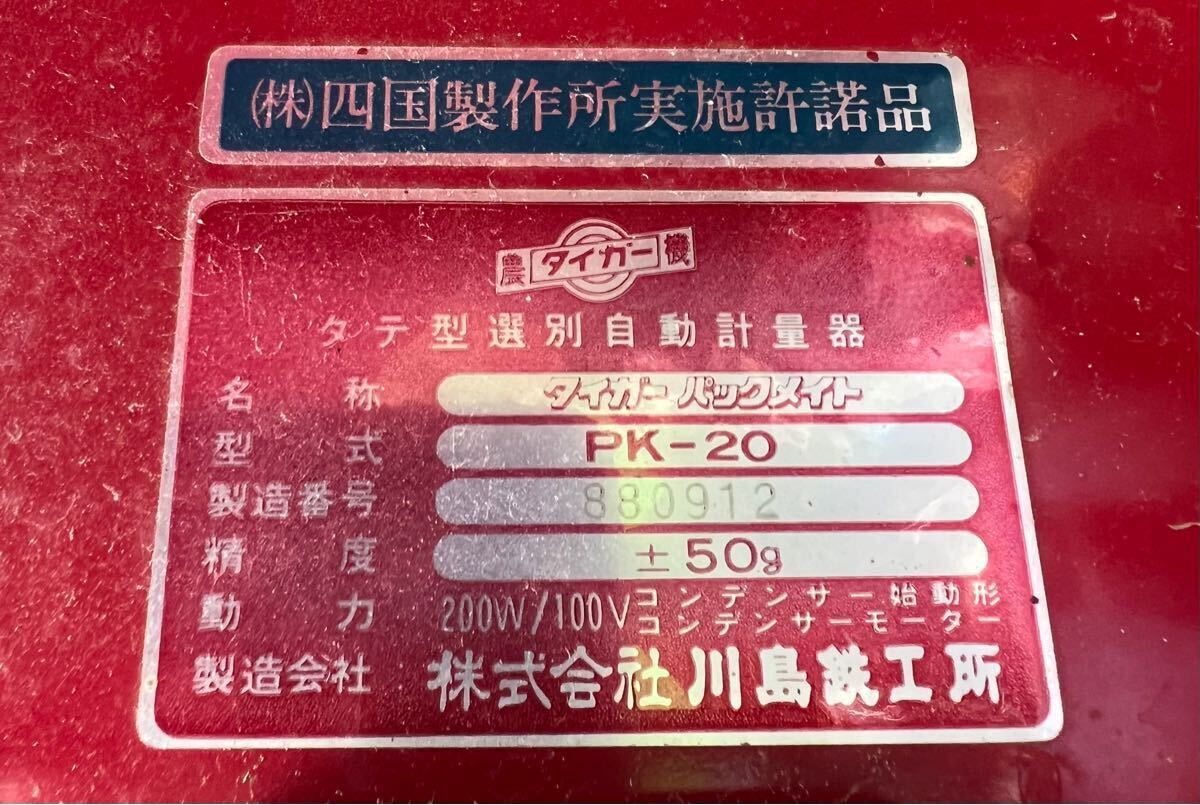 (株)四国製作所実施許諾品
農 タイガー 機
タテ型選別自動計量器
名称 タイガーパックメイト
型式 PK-20
製造番号 880912
精度 ±50g
動力 200W/100V コンデンサー始動形
コンデンサーモーター
製造会社 株式会社川島鉄工所